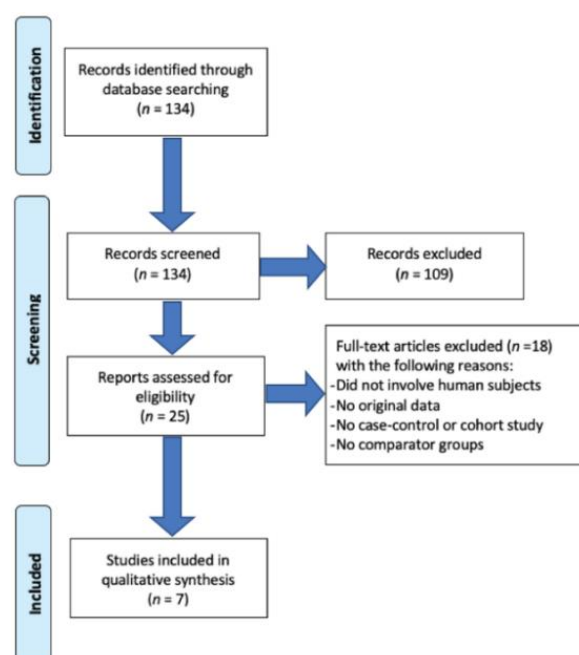 Identification
Records identified through
database searching
(n = 134)
Screening
Records screened
(n = 134)
Records excluded
(n = 109)
Reports assessed for
eligibility
(n = 25)
Full-text articles excluded (n =18)
with the following reasons:
-Did not involve human subjects
-No original data
-No case-control or cohort study
-No comparator groups
Included
Studies included in
qualitative synthesis
(n = 7)